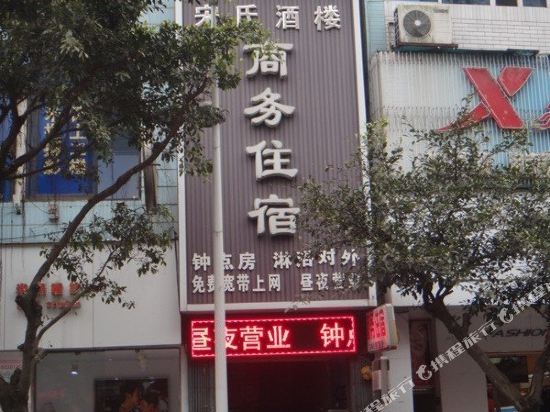 宋氏酒楼
商务住宿
钟点房 淋浴对外
免费宽带上网 昼夜营业
昼夜营业 钟点
X
FASHION
携程旅行